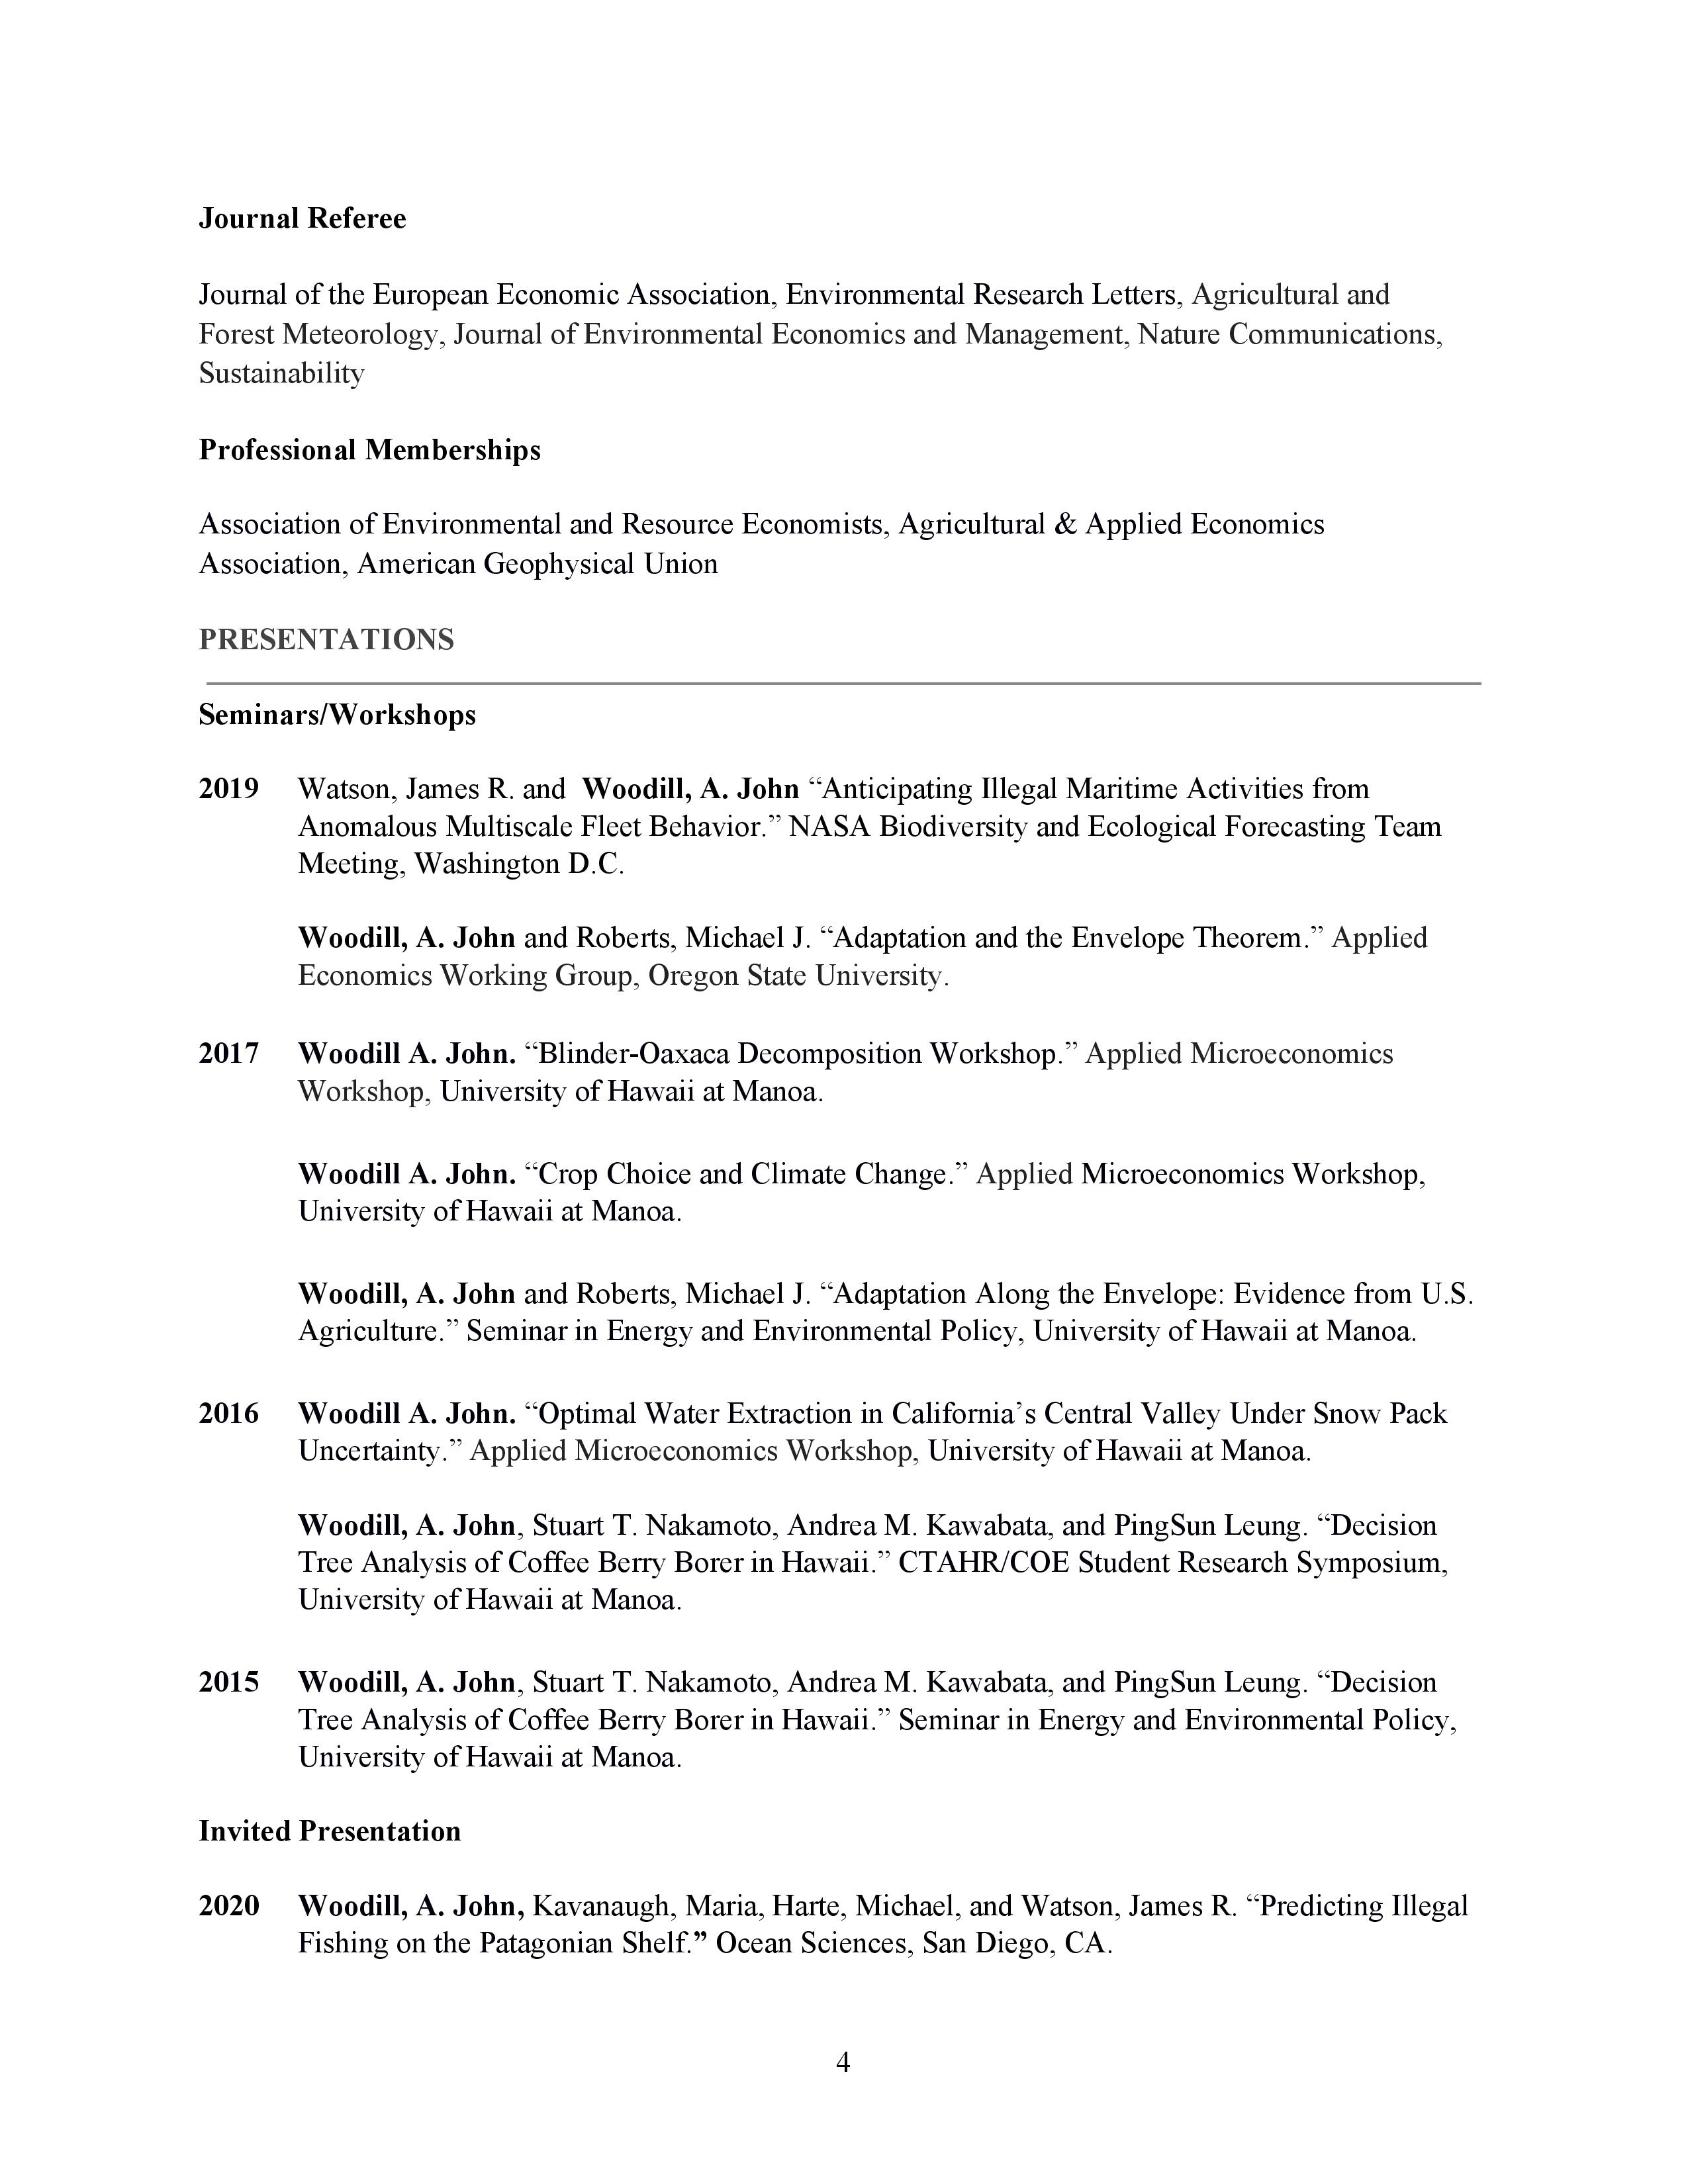 Journal Referee
Journal of the European Economic Association, Environmental Research Letters, Agricultural and
Forest Meteorology, Journal of Environmental Economics and Management, Nature Communications,
Sustainability
Professional Memberships
Association of Environmental and Resource Economists, Agricultural & Applied Economics
Association, American Geophysical Union
PRESENTATIONS
Seminars/Workshops
2019 Watson, James R. and Woodill, A. John “Anticipating Illegal Maritime Activities from
Anomalous Multiscale Fleet Behavior.” NASA Biodiversity and Ecological Forecasting Team
Meeting, Washington D.C.
Woodill, A. John and Roberts, Michael J. “Adaptation and the Envelope Theorem.” Applied
Economics Working Group, Oregon State University.
2017 Woodill A. John. “Blinder-Oaxaca Decomposition Workshop.” Applied Microeconomics
Workshop, University of Hawaii at Manoa.
Woodill A. John. “Crop Choice and Climate Change.” Applied Microeconomics Workshop,
University of Hawaii at Manoa.
Woodill, A. John and Roberts, Michael J. “Adaptation Along the Envelope: Evidence from U.S.
Agriculture.” Seminar in Energy and Environmental Policy, University of Hawaii at Manoa.
2016 Woodill A. John. “Optimal Water Extraction in California’s Central Valley Under Snow Pack
Uncertainty.” Applied Microeconomics Workshop, University of Hawaii at Manoa.
Woodill, A. John, Stuart T. Nakamoto, Andrea M. Kawabata, and PingSun Leung. “Decision
Tree Analysis of Coffee Berry Borer in Hawaii.” CTAHR/COE Student Research Symposium,
University of Hawaii at Manoa.
2015 Woodill, A. John, Stuart T. Nakamoto, Andrea M. Kawabata, and PingSun Leung. “Decision
Tree Analysis of Coffee Berry Borer in Hawaii.” Seminar in Energy and Environmental Policy,
University of Hawaii at Manoa.
Invited Presentation
2020 Woodill, A. John, Kavanaugh, Maria, Harte, Michael, and Watson, James R. “Predicting Illegal
Fishing on the Patagonian Shelf.” Ocean Sciences, San Diego, CA.
4